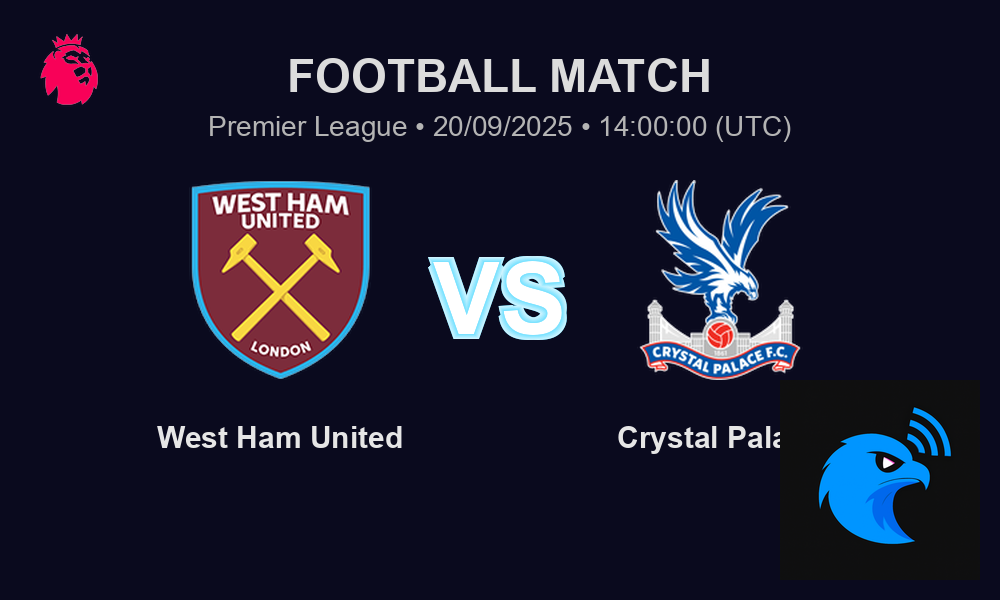 FOOTBALL MATCH
Premier League • 20/09/2025 • 14:00:00 (UTC)
WEST HAM
UNITED
LONDON
VS
1861
CRYSTAL PALACE F.C.
West Ham United
Crystal